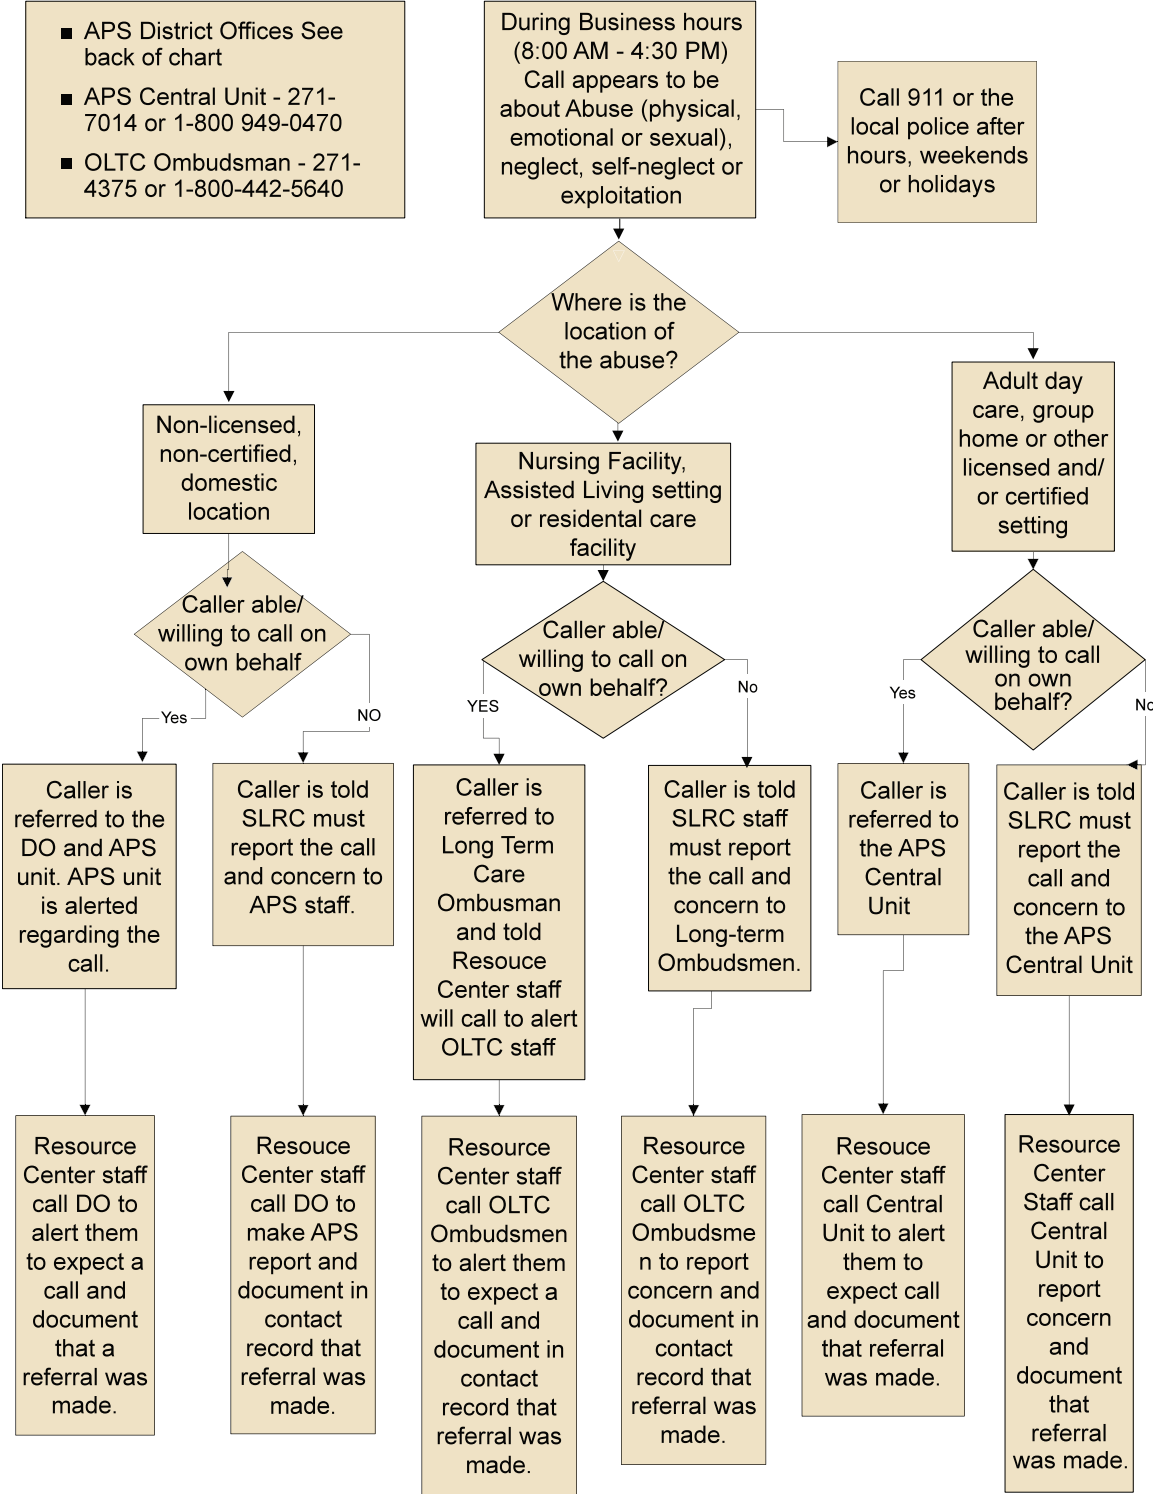 ■ APS District Offices See
back of chart
■ APS Central Unit - 271-
7014 or 1-800 949-0470
■ OLTC Ombudsman - 271-
4375 or 1-800-442-5640
During Business hours
(8:00 AM - 4:30 PM)
Call appears to be
about Abuse (physical,
emotional or sexual),
neglect, self-neglect or
exploitation
Call 911 or the
local police after
hours, weekends
or holidays
Where is the
location of
the abuse?
Non-licensed,
non-certified,
domestic
location
Nursing Facility,
Assisted Living setting
or residental care
facility
Adult day
care, group
home or other
licensed and/
or certified
setting
Caller able/
willing to call on
own behalf
Yes
NO
Caller able/
willing to call on
own behalf?
YES
No
Caller able/
willing to call
on own
behalf?
Yes
No
Caller is
referred to the
DO and APS
unit. APS unit
is alerted
regarding the
call.
Caller is told
SLRC must
report the call
and concern to
APS staff.
Caller is
referred to
Long Term
Care
Ombusman
and told
Resouce
Center staff
will call to alert
OLTC staff
Caller is told
SLRC staff
must report
the call and
concern to
Long-term
Ombudsmen.
Caller is
referred to
the APS
Central
Unit
Caller is told
SLRC must
report the
call and
concern to
the APS
Central Unit
Resource
Center staff
call DO to
alert them
to expect a
call and
document
that a
referral was
made.
Resouce
Center staff
call DO to
make APS
report and
document in
contact
record that
referral was
made.
Resource
Center staff
call OLTC
Ombudsmen
to alert them
to expect a
call and
document in
contact
record that
referral was
made.
Resource
Center staff
call OLTC
Ombudsme
n to report
concern and
document in
contact
record that
referral was
made.
Resouce
Center staff
call Central
Unit to alert
them to
expect call
and document
that referral
was made.
Resource
Center
Staff call
Central
Unit to
report
concern
and
document
that
referral
was made.